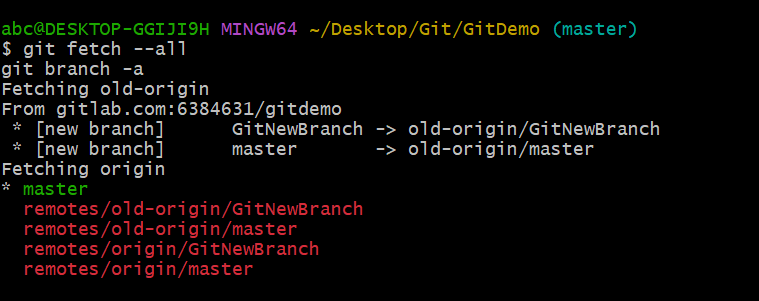 abc@DESKTOP-GGIJI9H MINGW64 ~/Desktop/Git/GitDemo (master)
$ git fetch --all
git branch -a
Fetching old-origin
From gitlab.com:6384631/gitdemo
 * [new branch]      GitNewBranch -> old-origin/GitNewBranch
 * [new branch]      master       -> old-origin/master
Fetching origin
* master
  remotes/old-origin/GitNewBranch
  remotes/old-origin/master
  remotes/origin/GitNewBranch
  remotes/origin/master